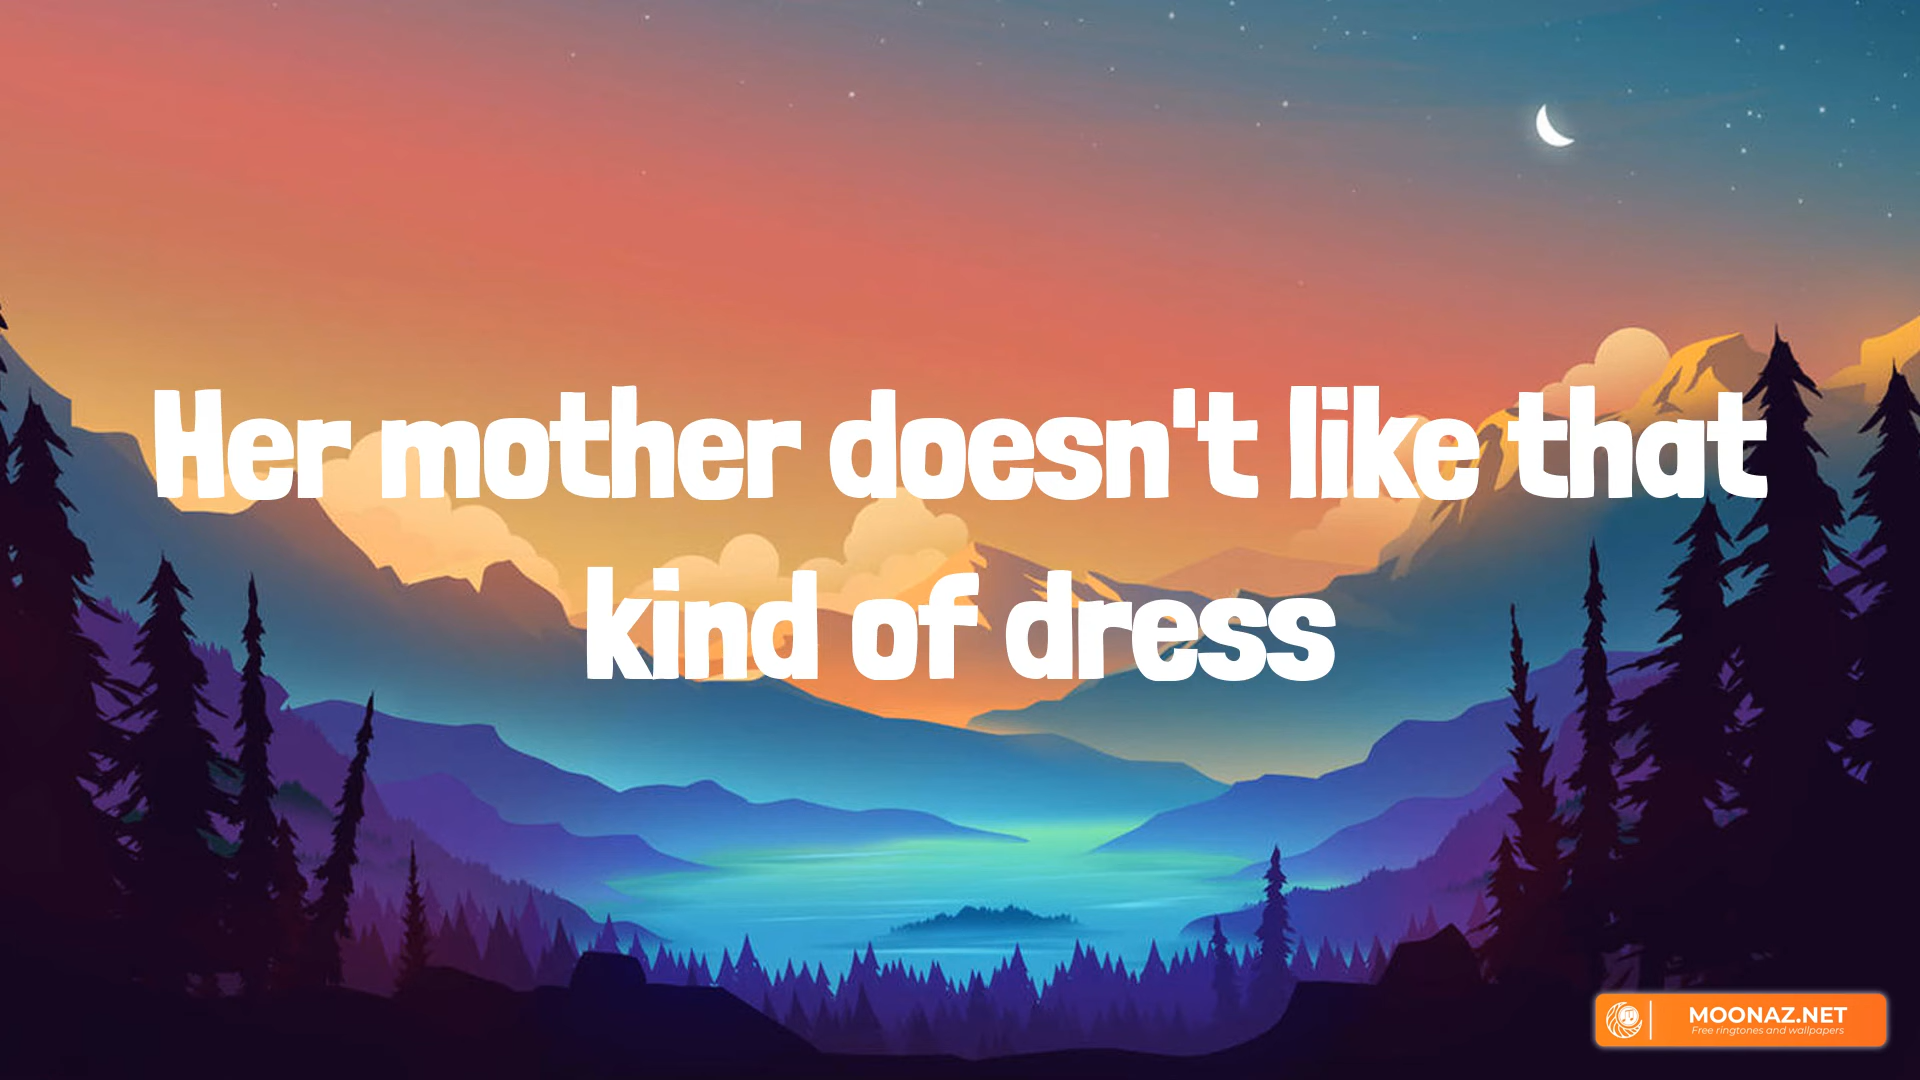 Her mother doesn't like that
kind of dress
MOONAZ.NET
Free ringtones and wallpapers